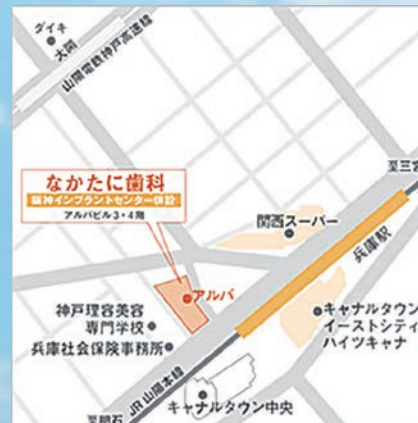 ダイキ
大開
山陽電鉄神戸高速線
至三宮
なかたに歯科
阪神インプラントセンター併設
アルバビル3・4階
関西スーパー
兵庫駅
アルバ
神戸理容美容
専門学校
兵庫社会保険事務所
キャナルタウン
イーストシティ
ハイツキャナ
JR山陽本線
キャナルタウン中央
至明石